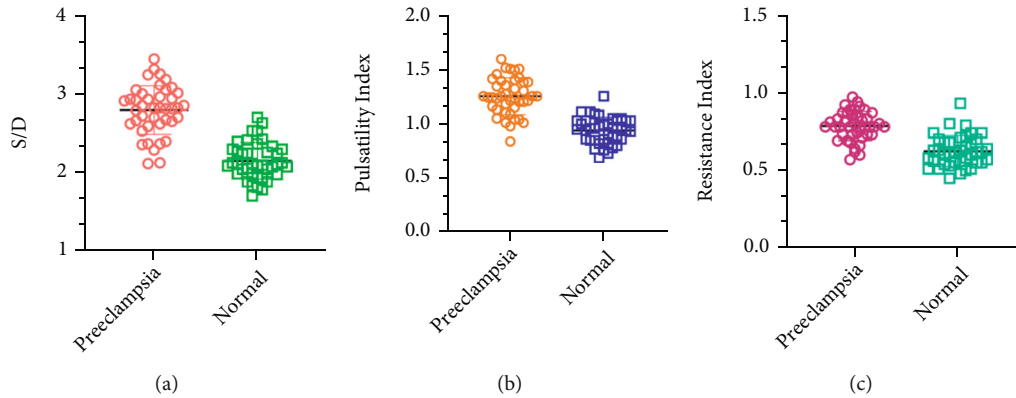 S/D
4
3
2
1
Preeclampsia
Normal
(a)
Pulsatility Index
2.0
1.5
1.0
0.5
0.0
Preeclampsia
Normal
(b)
Resistance Index
1.5
1.0
0.5
0.0
Preeclampsia
Normal
(c)